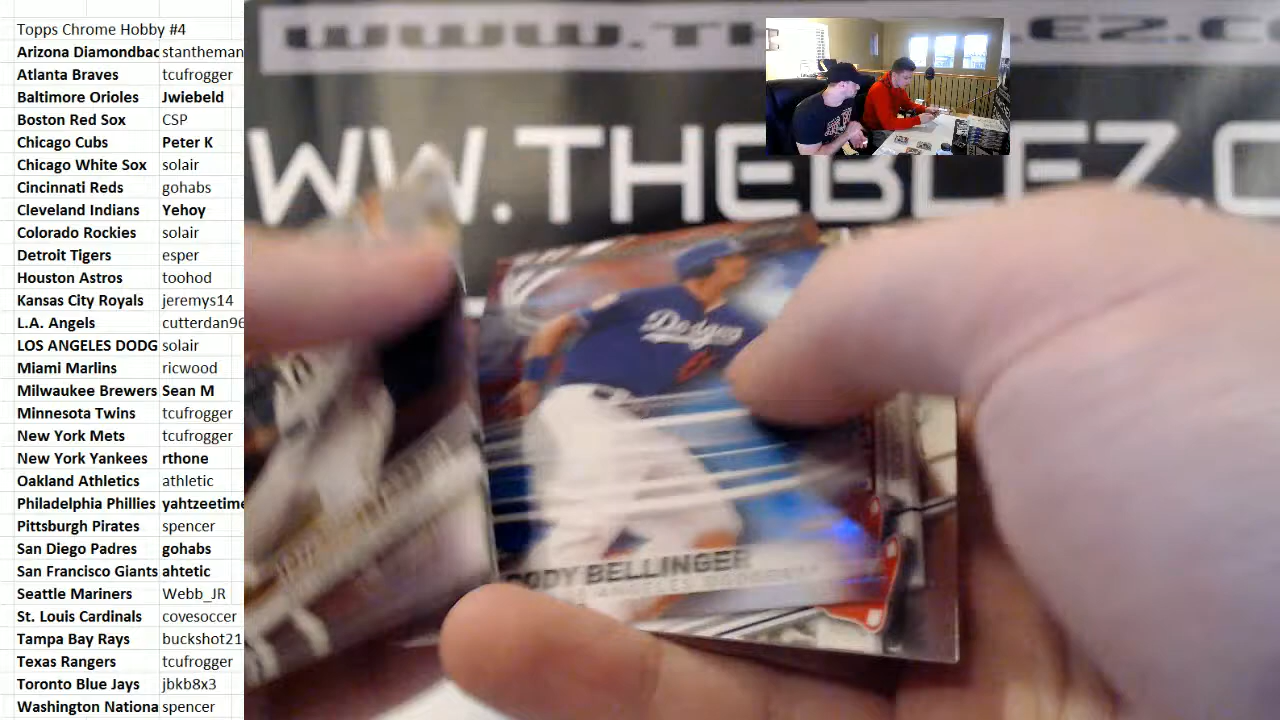 Topps Chrome Hobby #4
Arizona Diamondbac stantheman
Atlanta Braves tcufrogger
Baltimore Orioles Jwiebeld
Boston Red Sox CSP
Chicago Cubs Peter K
Chicago White Sox solair
Cincinnati Reds gohabs
Cleveland Indians Yehoy
Colorado Rockies solair
Detroit Tigers esper
Houston Astros toohod
Kansas City Royals jeremys14
L.A. Angels cutterdan96
LOS ANGELES DODG solair
Miami Marlins ricwood
Milwaukee Brewers Sean M
Minnesota Twins tcufrogger
New York Mets tcufrogger
New York Yankees rthone
Oakland Athletics athletic
Philadelphia Phillies yahtzeetime
Pittsburgh Pirates spencer
San Diego Padres gohabs
San Francisco Giants ahtetic
Seattle Mariners Webb_JR
St. Louis Cardinals covesoccer
Tampa Bay Rays buckshot21
Texas Rangers tcufrogger
Toronto Blue Jays jbkb8x3
Washington Nationa spencer
WW.THEBLEZ.C
Dodgers
CODY BELLINGER